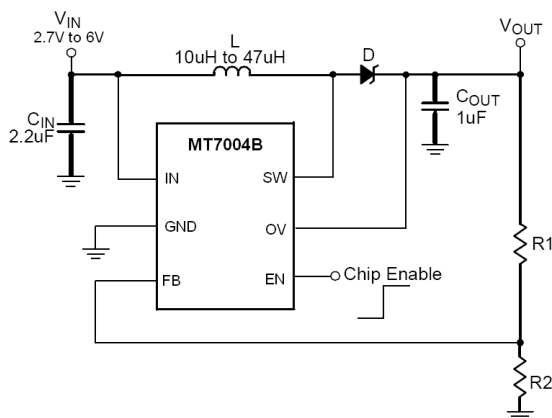 VIN
2.7V to 6V
L
10uH to 47uH
D
VOUT
CIN
2.2uF
COUT
1uF
MT7004B
IN
SW
GND
OV
FB
EN
Chip Enable
R1
R2